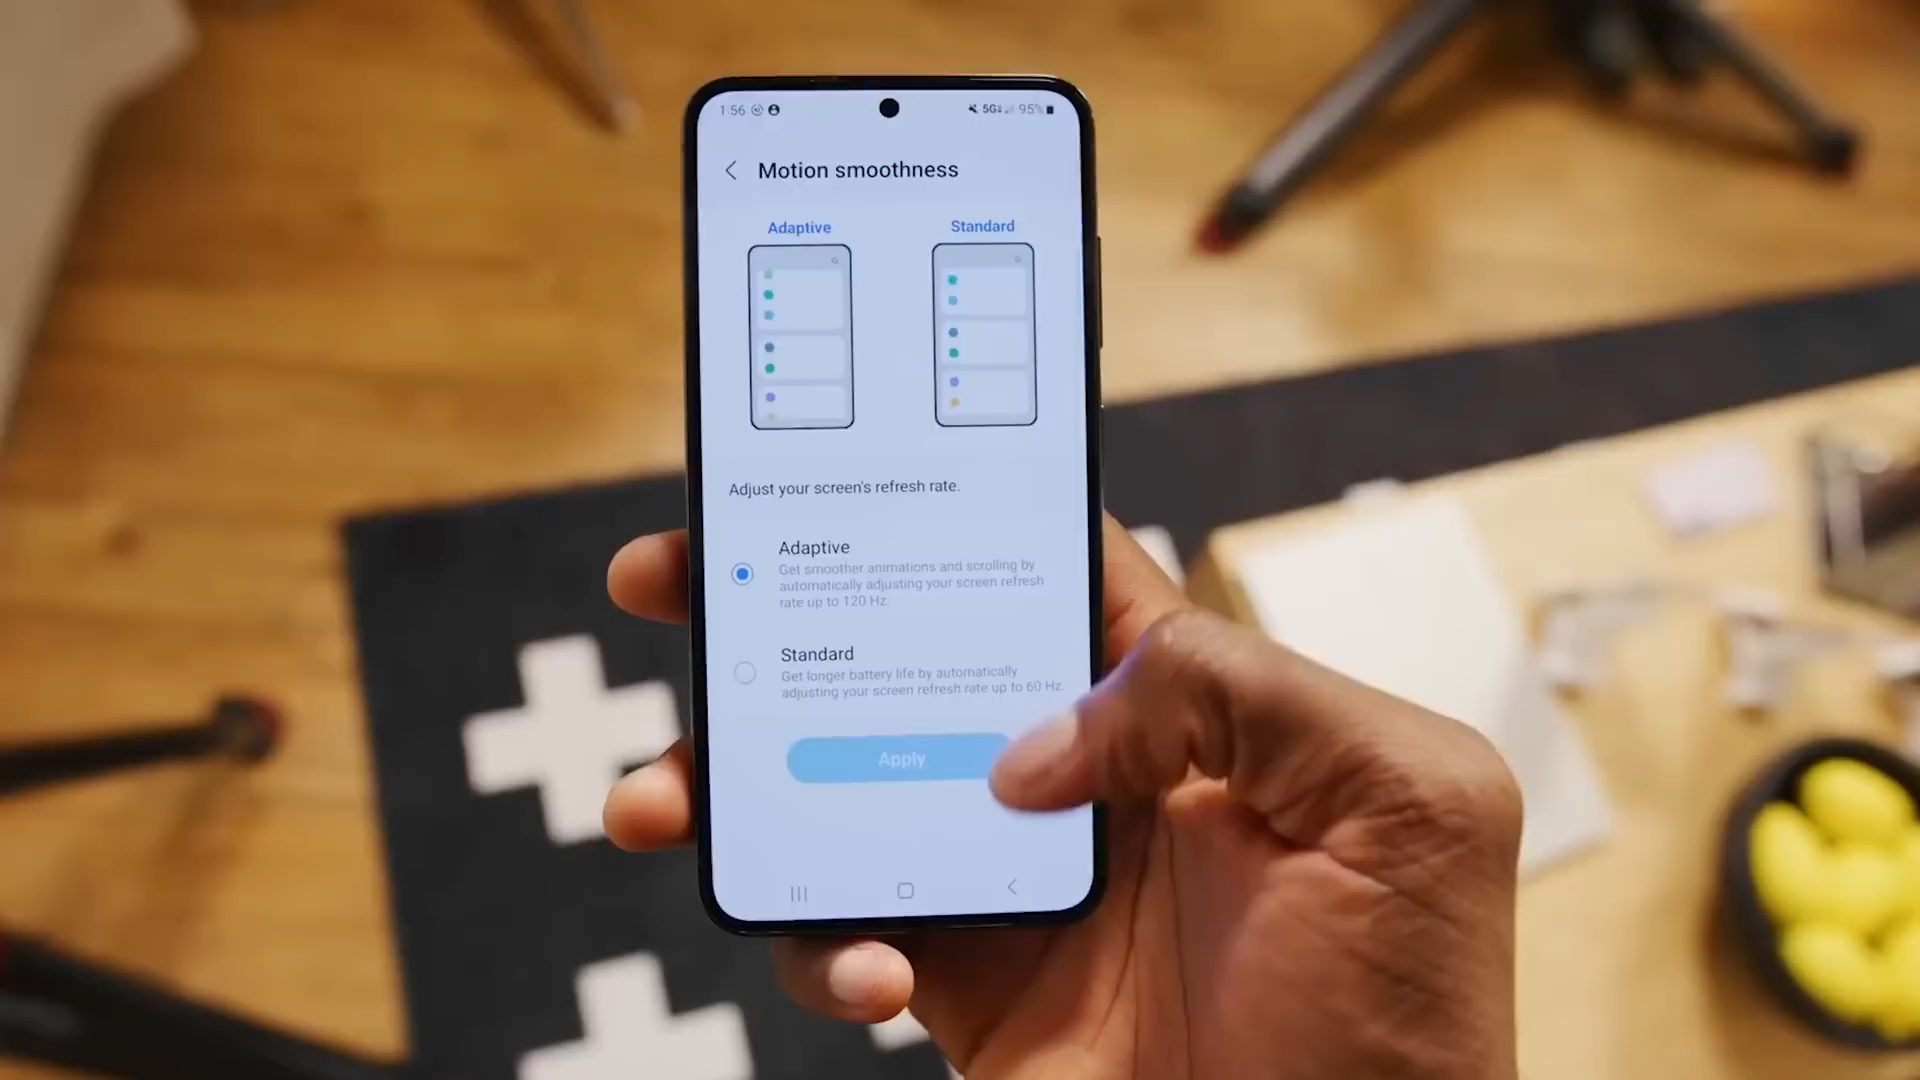 1:56
5G 95%
Motion smoothness
Adaptive
Standard
Adjust your screen's refresh rate.
Adaptive
Get smoother animations and scrolling by
automatically adjusting your screen refresh
rate up to 120 Hz.
Standard
Get longer battery life by automatically
adjusting your screen refresh rate up to 60 Hz.
Apply